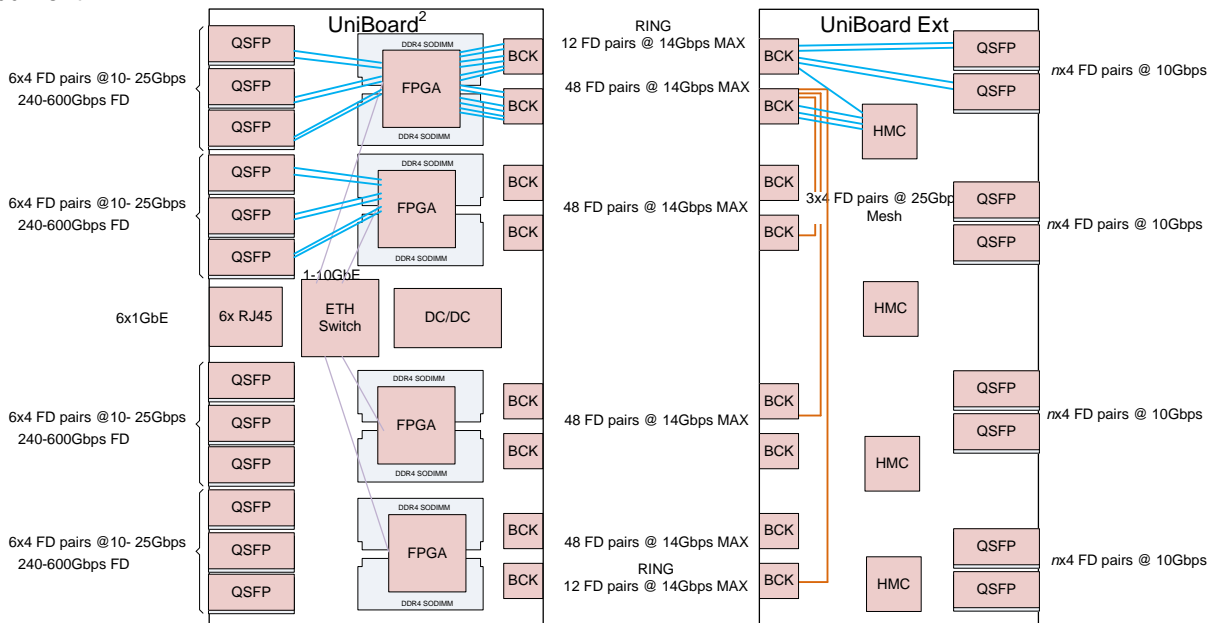 UniBoard2
UniBoard Ext
RING
12 FD pairs @ 14Gbps MAX
QSFP
QSFP
QSFP
6x4 FD pairs @10- 25Gbps
240-600Gbps FD
DDR4 SODIMM
FPGA
DDR4 SODIMM
BCK
BCK
48 FD pairs @ 14Gbps MAX
BCK
BCK
HMC
QSFP
QSFP
nx4 FD pairs @ 10Gbps
QSFP
QSFP
QSFP
6x4 FD pairs @10- 25Gbps
240-600Gbps FD
DDR4 SODIMM
FPGA
DDR4 SODIMM
BCK
BCK
48 FD pairs @ 14Gbps MAX
BCK
BCK
3x4 FD pairs @ 25Gbp
Mesh
QSFP
QSFP
nx4 FD pairs @ 10Gbps
6x1GbE
6x RJ45
1-10GbE
ETH
Switch
DC/DC
HMC
QSFP
QSFP
QSFP
6x4 FD pairs @10- 25Gbps
240-600Gbps FD
DDR4 SODIMM
FPGA
DDR4 SODIMM
BCK
BCK
48 FD pairs @ 14Gbps MAX
BCK
BCK
HMC
QSFP
QSFP
nx4 FD pairs @ 10Gbps
QSFP
QSFP
QSFP
6x4 FD pairs @10- 25Gbps
240-600Gbps FD
DDR4 SODIMM
FPGA
DDR4 SODIMM
BCK
BCK
48 FD pairs @ 14Gbps MAX
RING
12 FD pairs @ 14Gbps MAX
BCK
BCK
HMC
QSFP
QSFP
nx4 FD pairs @ 10Gbps